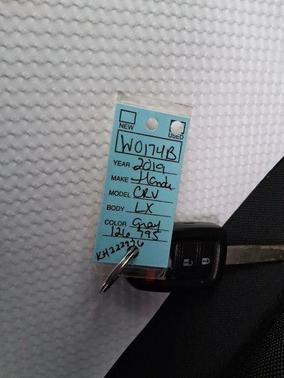 NEW USED
W0174B
YEAR 2019
MAKE Honda
MODEL CRV
BODY LX
COLOR Gray
126,795